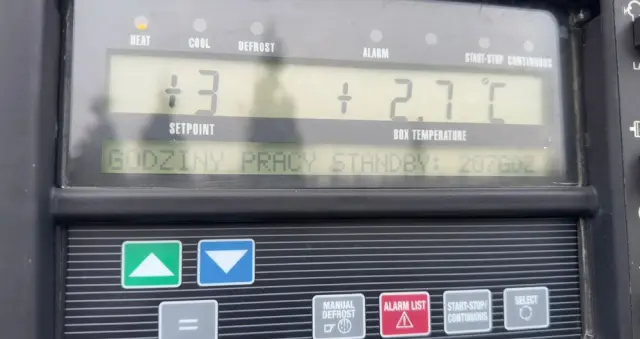 HEAT COOL DEFROST ALARM START-STOP CONTINUOUS
+3 + 2.7 °C
SETPOINT BOX TEMPERATURE
GODZINY PRACY STANDBY: 207GDZ
MANUAL DEFROST
ALARM LIST
START-STOP/ CONTINUOUS
SELECT
=